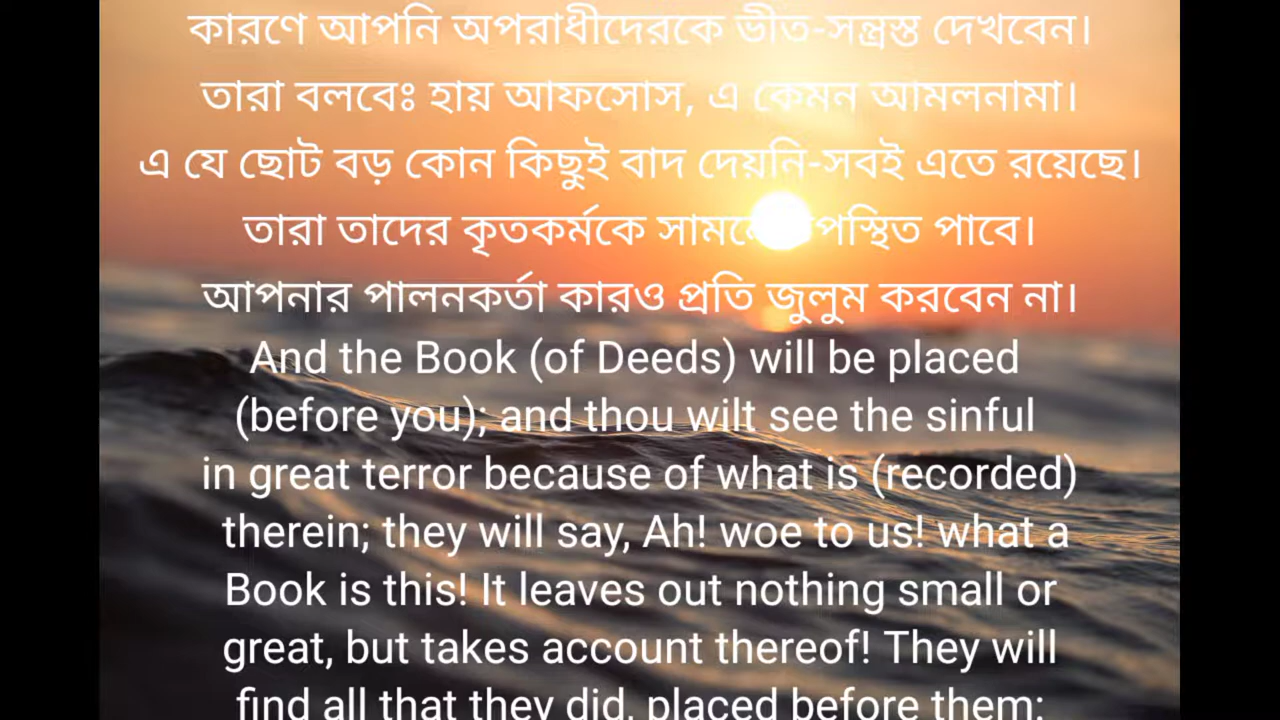 কারণে আপনি অপরাধীদেরকে ভীত-সন্ত্রস্ত দেখবেন।
তারা বলবেঃ হায় আফসোস, এ কেমন আমলনামা।
এ যে ছোট বড় কোন কিছুই বাদ দেয়নি-সবই এতে রয়েছে।
তারা তাদের কৃতকর্মকে সামনে উপস্থিত পাবে।
আপনার পালনকর্তা কারও প্রতি জুলুম করবেন না।
And the Book (of Deeds) will be placed
(before you); and thou wilt see the sinful
in great terror because of what is (recorded)
therein; they will say, Ah! woe to us! what a
Book is this! It leaves out nothing small or
great, but takes account thereof! They will
find all that they did, placed before them: